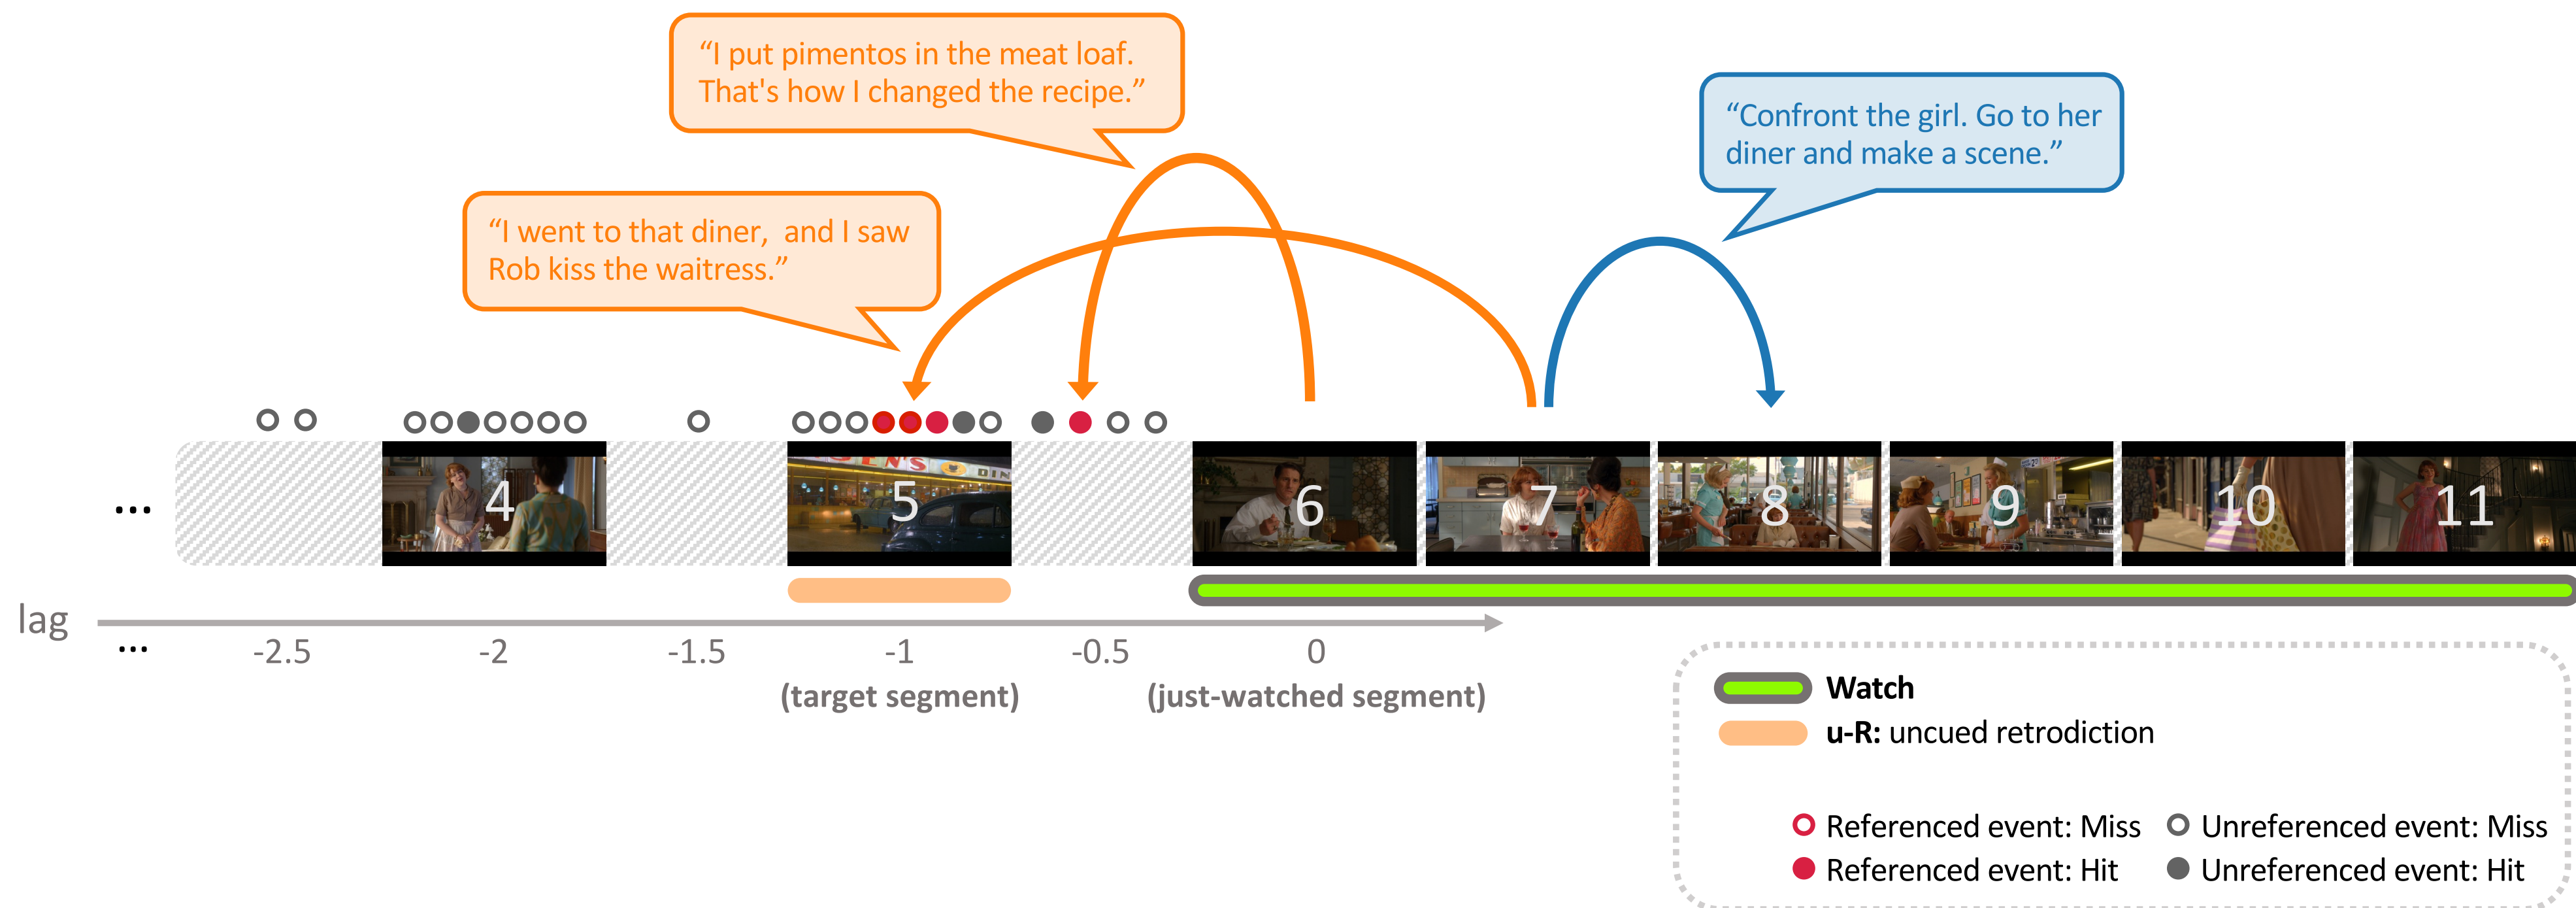 “I put pimentos in the meat loaf.
That's how I changed the recipe.”
“Confront the girl. Go to her
diner and make a scene.”
“I went to that diner, and I saw
Rob kiss the waitress.”
...
4
5
6
7
8
9
10
11
EN'S
DIN
lag
...
-2.5
-2
-1.5
-1
-0.5
0
(target segment)
(just-watched segment)
Watch
u-R: uncued retrodiction
Referenced event: Miss
Unreferenced event: Miss
Referenced event: Hit
Unreferenced event: Hit